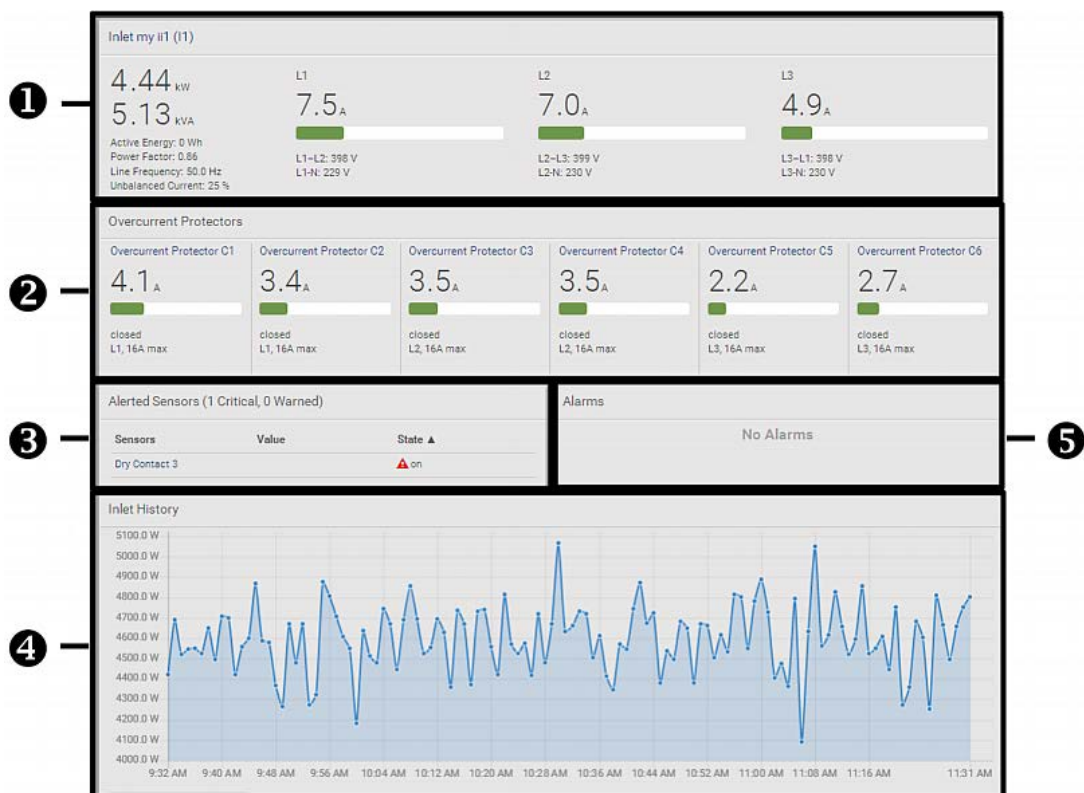 Inlet my ii1 (I1)
4.44 kW
5.13 kVA
Active Energy: 0 Wh
Power Factor: 0.86
Line Frequency: 50.0 Hz
Unbalanced Current: 25 %
L1
7.5 A
L1-L2: 398 V
L1-N: 229 V
L2
7.0 A
L2-L3: 399 V
L2-N: 230 V
L3
4.9 A
L3-L1: 398 V
L3-N: 230 V
1
Overcurrent Protectors
Overcurrent Protector C1
4.1 A
closed
L1, 16A max
Overcurrent Protector C2
3.4 A
closed
L1, 16A max
Overcurrent Protector C3
3.5 A
closed
L2, 16A max
Overcurrent Protector C4
3.5 A
closed
L2, 16A max
Overcurrent Protector C5
2.2 A
closed
L3, 16A max
Overcurrent Protector C6
2.7 A
closed
L3, 16A max
2
Alerted Sensors (1 Critical, 0 Warned)
Sensors Value State ▲
Dry Contact 3 on
3
Alarms
No Alarms
5
Inlet History
5100.0 W
5000.0 W
4900.0 W
4800.0 W
4700.0 W
4600.0 W
4500.0 W
4400.0 W
4300.0 W
4200.0 W
4100.0 W
4000.0 W
9:32 AM 9:40 AM 9:48 AM 9:56 AM 10:04 AM 10:12 AM 10:20 AM 10:28 AM 10:36 AM 10:44 AM 10:52 AM 11:00 AM 11:08 AM 11:16 AM 11:31 AM
4